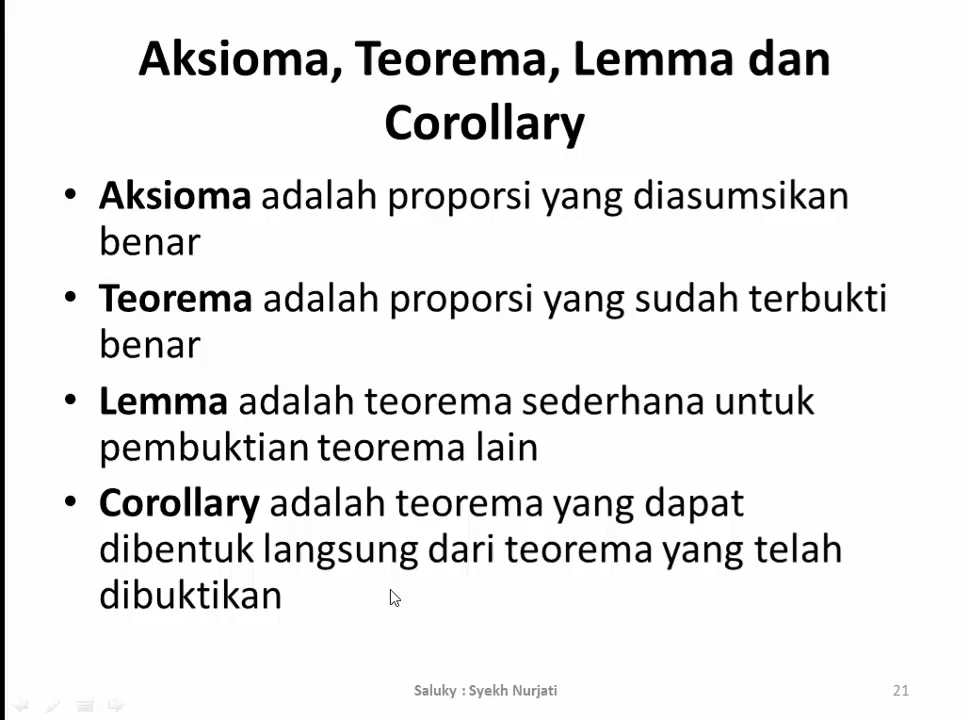 Aksioma, Teorema, Lemma dan
Corollary
• Aksioma adalah proporsi yang diasumsikan
benar
• Teorema adalah proporsi yang sudah terbukti
benar
• Lemma adalah teorema sederhana untuk
pembuktian teorema lain
• Corollary adalah teorema yang dapat
dibentuk langsung dari teorema yang telah
dibuktikan
Saluky : Syekh Nurjati
21